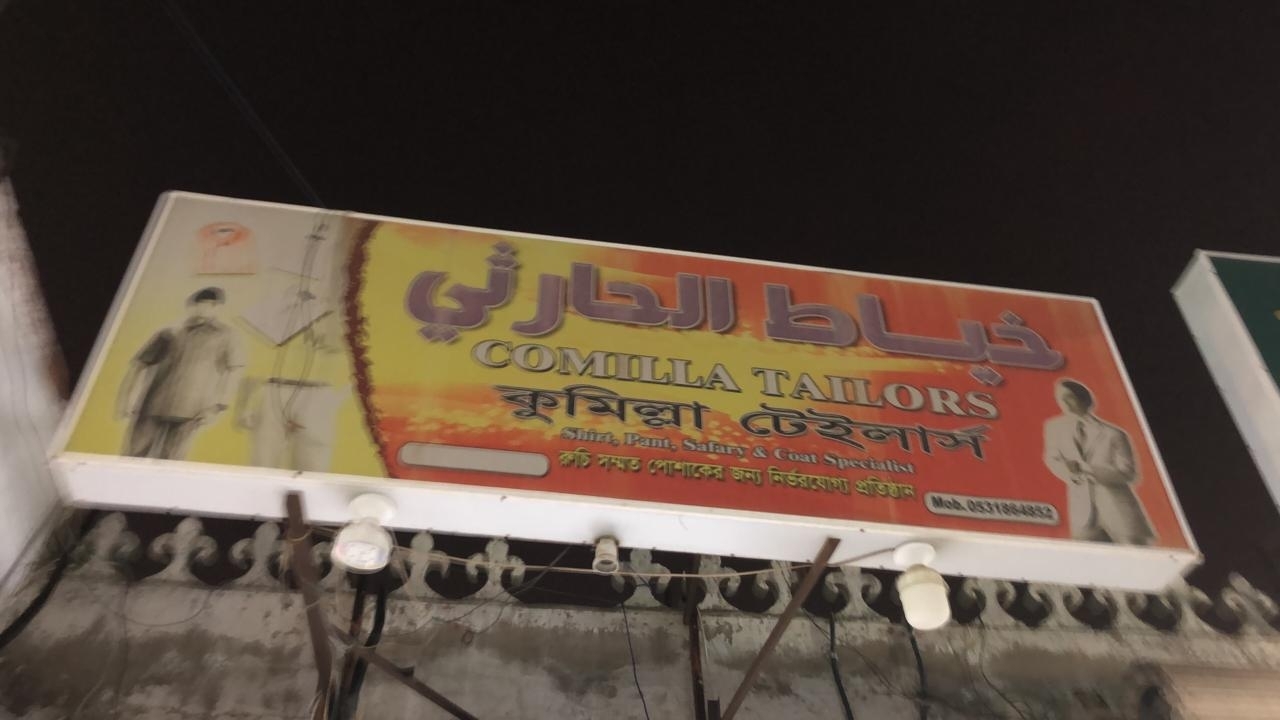 خياط الحارثي
COMILLA TAILORS
কুমিল্লা টেইলার্স
Shirt, Pant, Safary & Coat Specialist
রুচি সম্মত পোশাকের জন্য নির্ভরযোগ্য প্রতিষ্ঠান
Mob. 0531864852